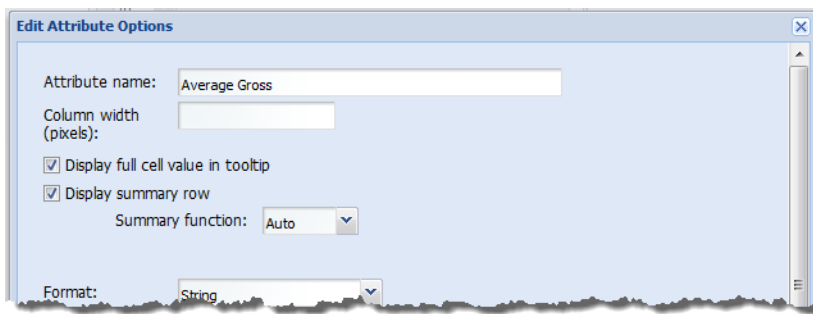 Edit Attribute Options
Attribute name: Average Gross
Column width
(pixels):
Display full cell value in tooltip
Display summary row
Summary function: Auto
Format: String